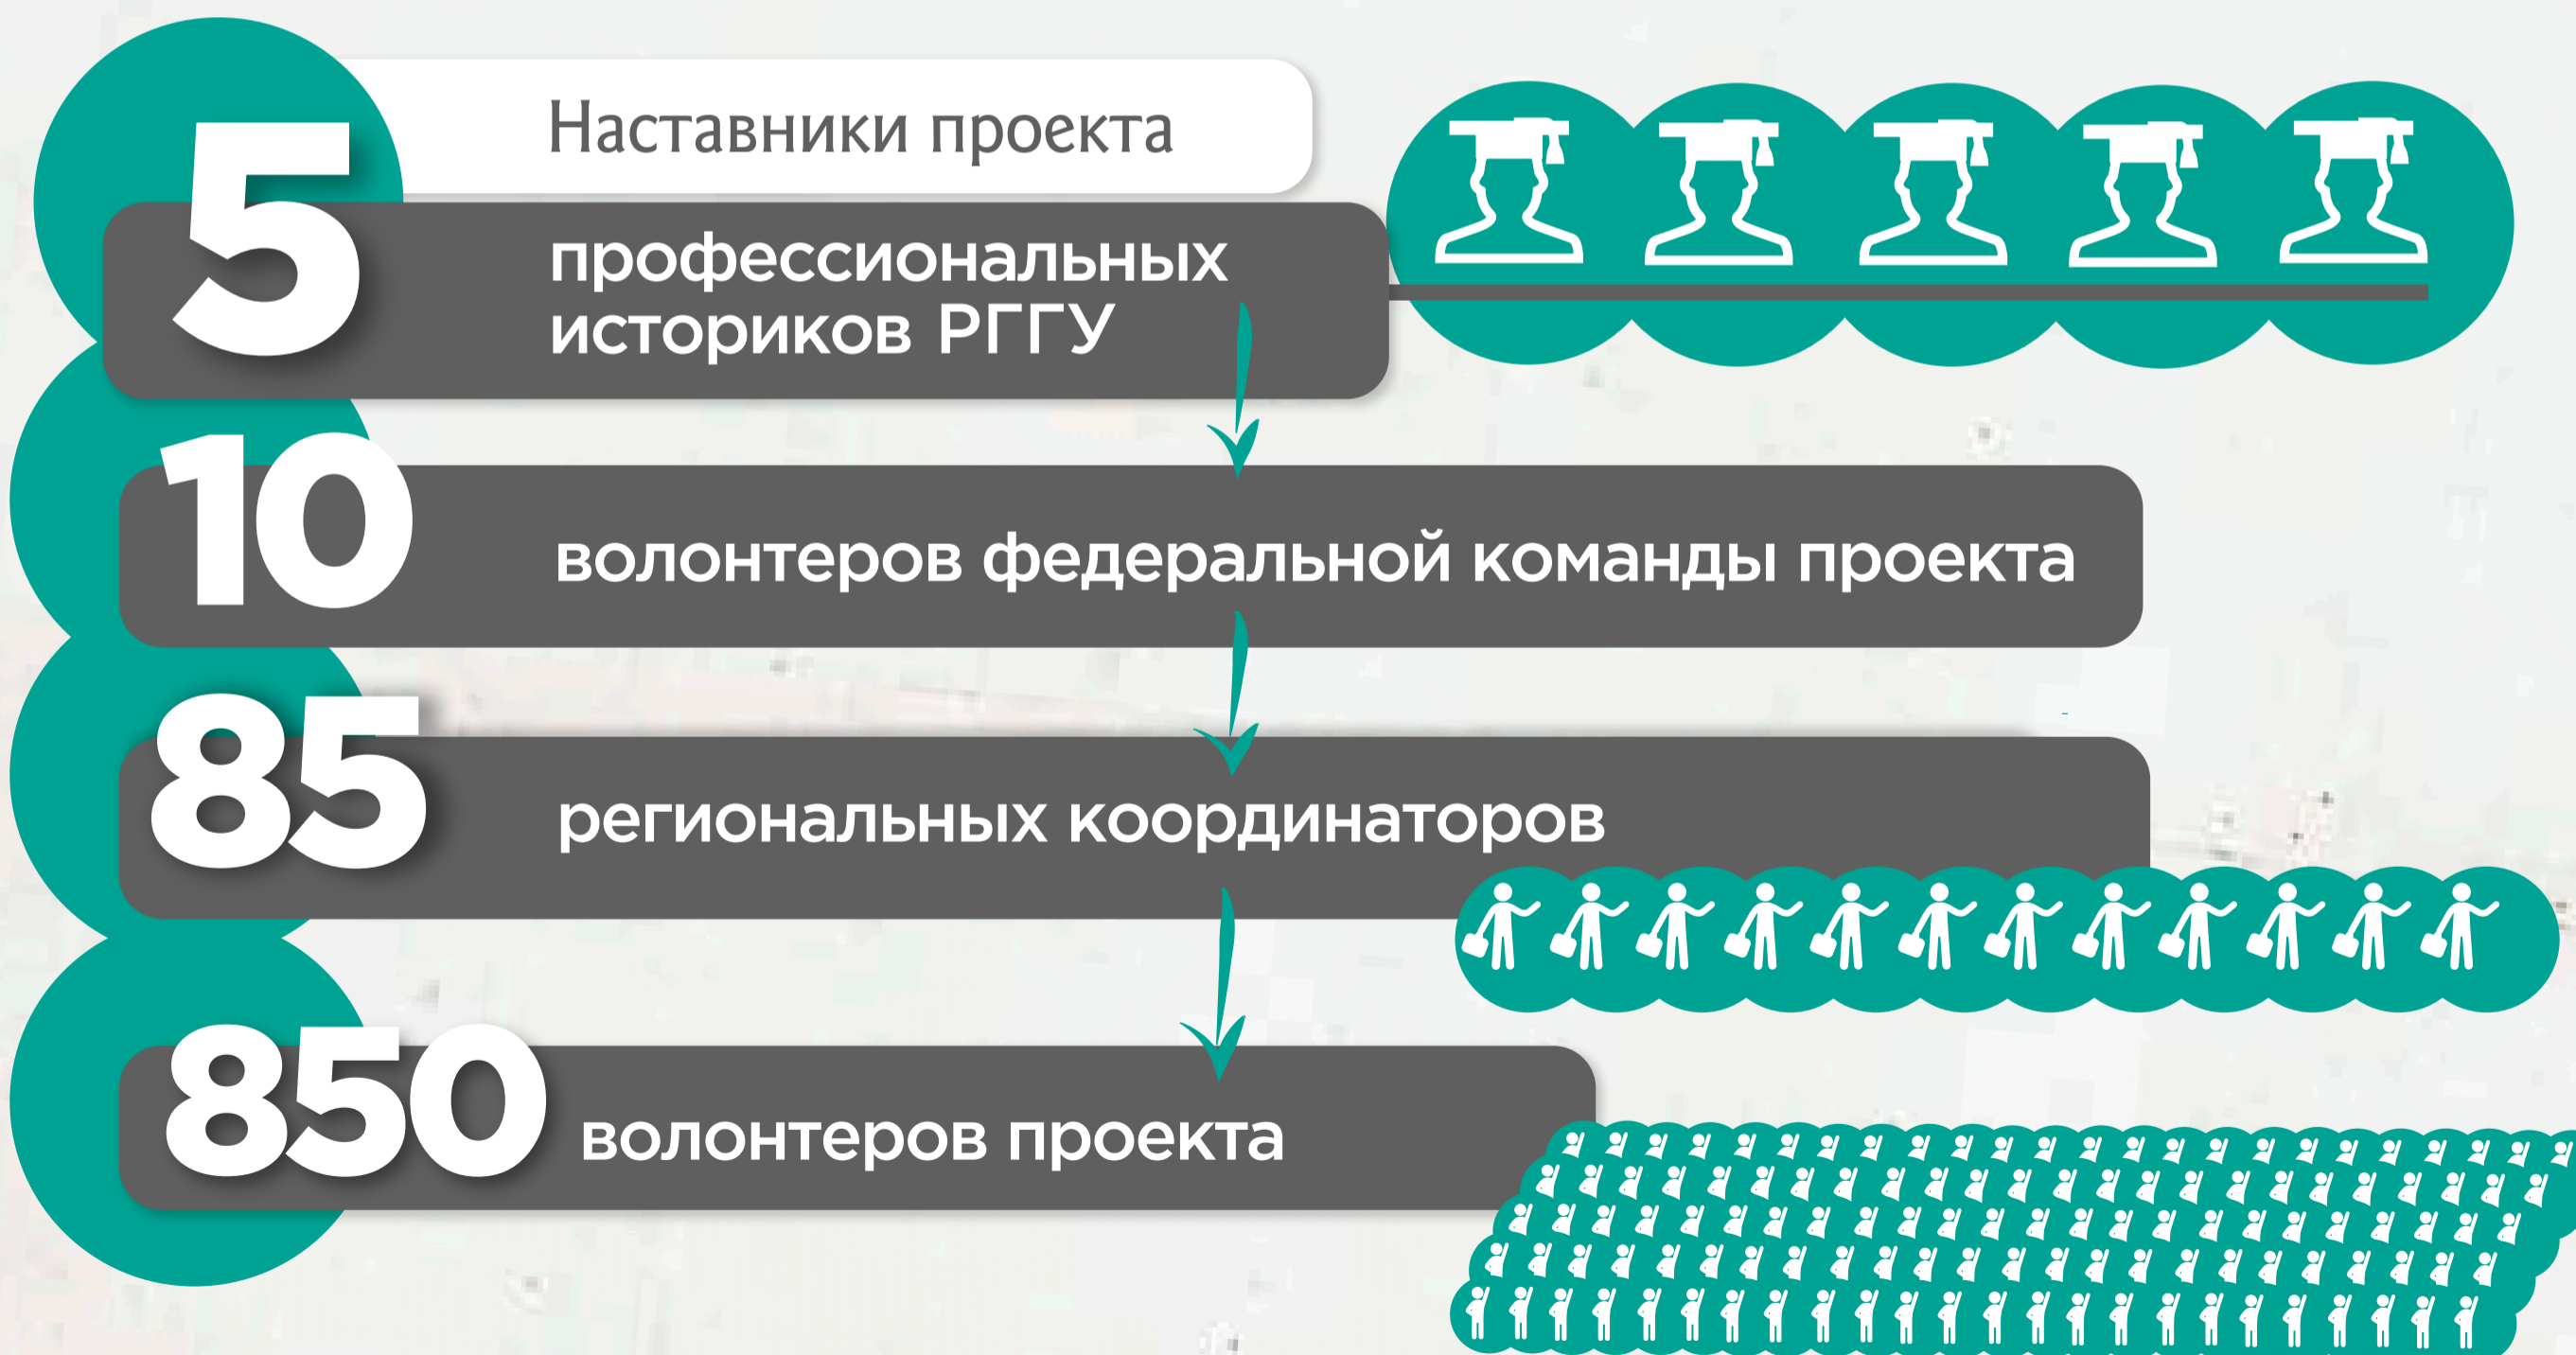 Наставники проекта
5
профессиональных
историков РГГУ
10
волонтеров федеральной команды проекта
85
региональных координаторов
850
волонтеров проекта